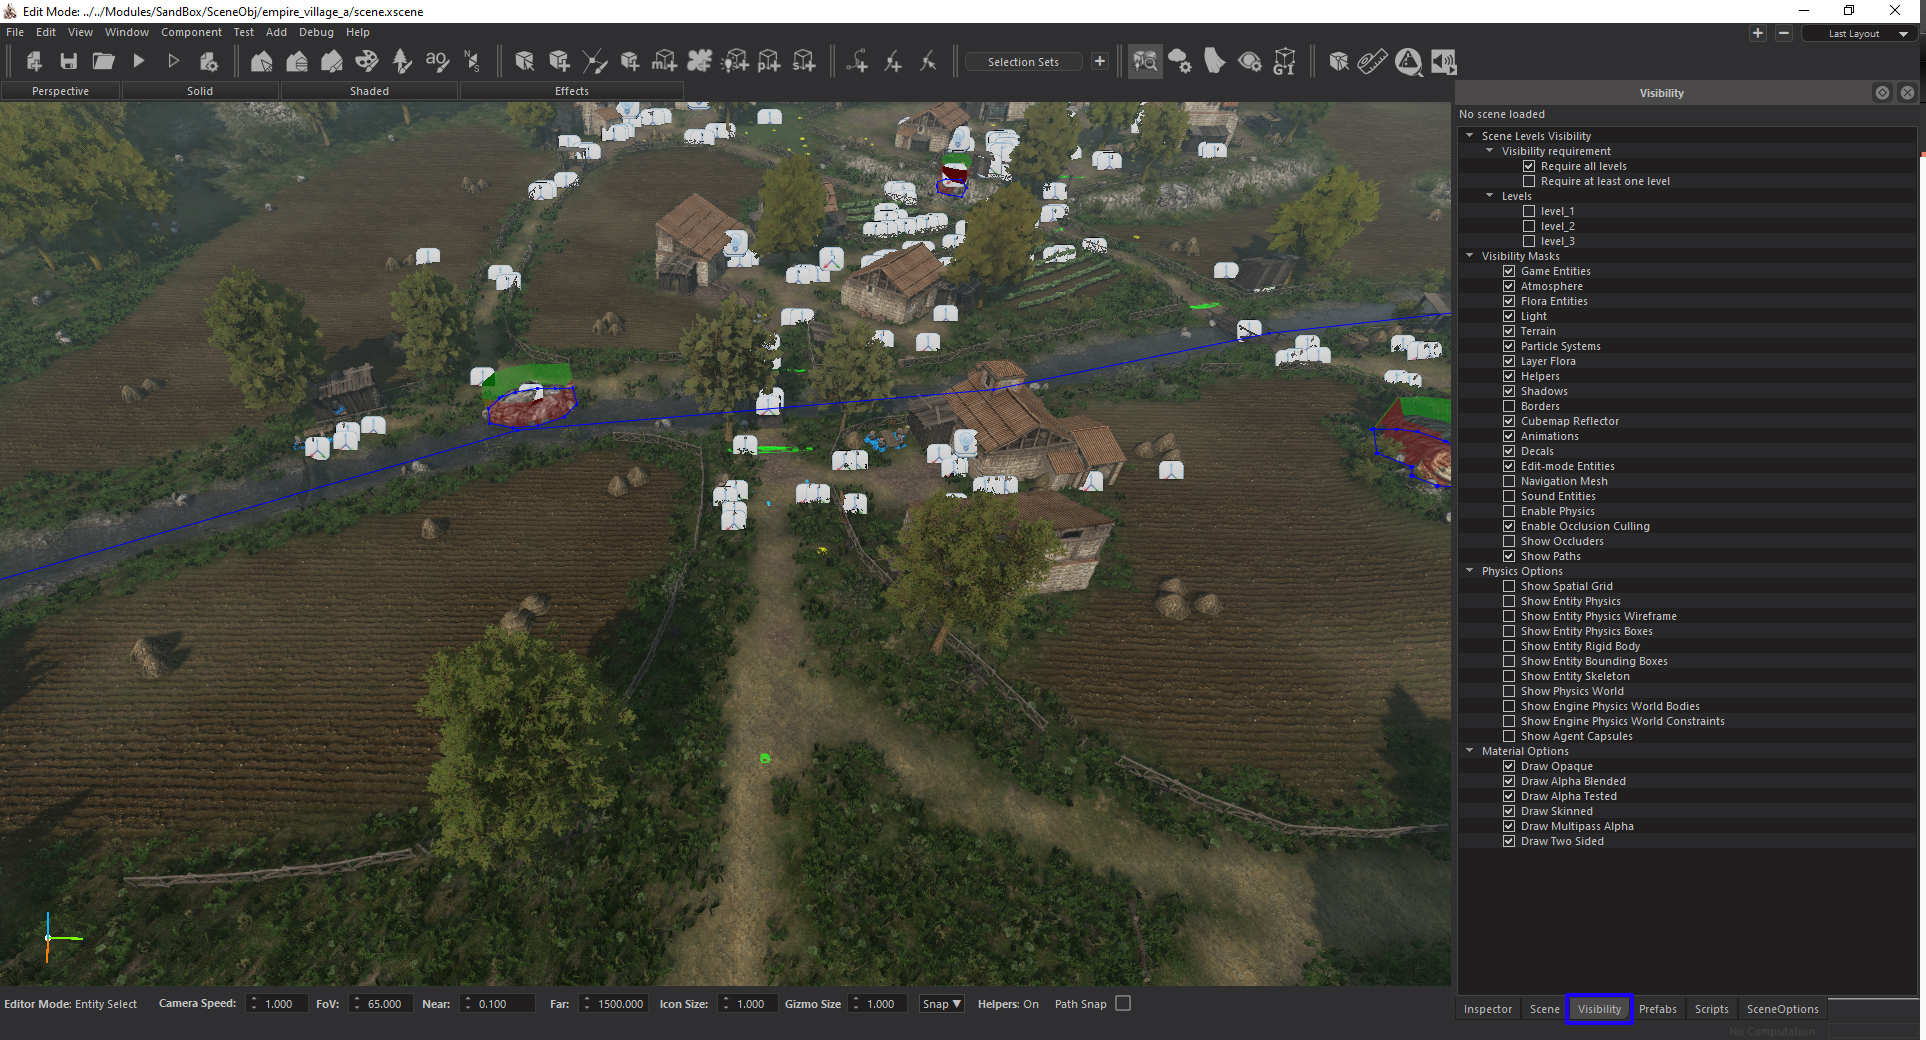 Edit Mode: ../../Modules/SandBox/SceneObj/empire_village_a/scene.xscene
File Edit View Window Component Test Add Debug Help
Last Layout
Selection Sets
GI
Perspective Solid Shaded Effects
Visibility
No scene loaded
Scene Levels Visibility
Visibility requirement
Require all levels
Require at least one level
Levels
level_1
level_2
level_3
Visibility Masks
Game Entities
Atmosphere
Flora Entities
Light
Terrain
Particle Systems
Layer Flora
Helpers
Shadows
Borders
Cubemap Reflector
Animations
Decals
Edit-mode Entities
Navigation Mesh
Sound Entities
Enable Physics
Enable Occlusion Culling
Show Occluders
Show Paths
Physics Options
Show Spatial Grid
Show Entity Physics
Show Entity Physics Wireframe
Show Entity Physics Boxes
Show Entity Rigid Body
Show Entity Bounding Boxes
Show Entity Skeleton
Show Physics World
Show Engine Physics World Bodies
Show Engine Physics World Constraints
Show Agent Capsules
Material Options
Draw Opaque
Draw Alpha Blended
Draw Alpha Tested
Draw Skinned
Draw Multipass Alpha
Draw Two Sided
Editor Mode: Entity Select Camera Speed: 1.000 FoV: 65.000 Near: 0.100 Far: 1500.000 Icon Size: 1.000 Gizmo Size 1.000 Snap Helpers: On Path Snap
Inspector Scene Visibility Prefabs Scripts SceneOptions
No Computation